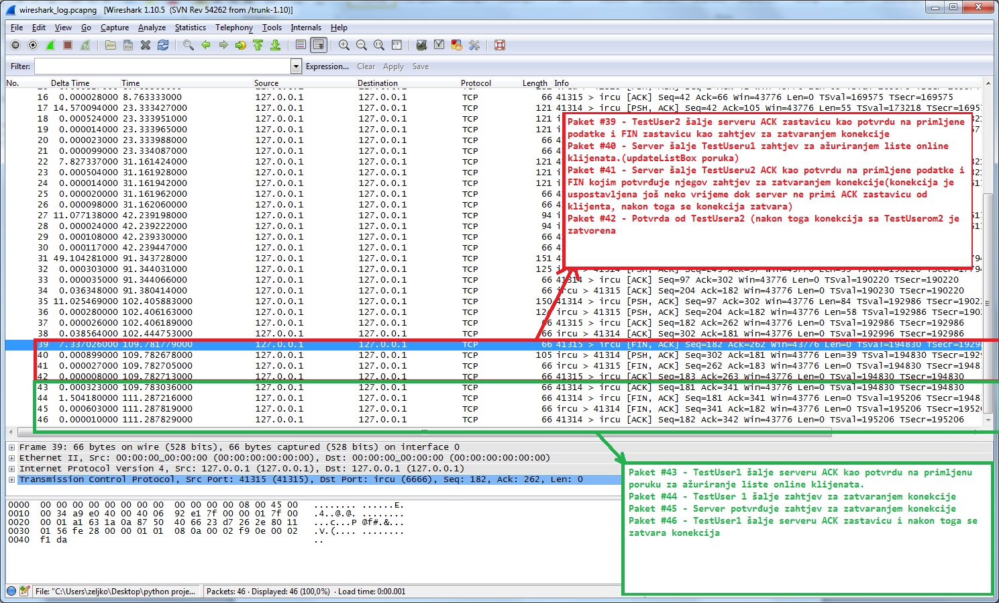 wireshark_log.pcapng   [Wireshark 1.10.5  (SVN Rev 54262 from /trunk-1.10)]
File Edit View Go Capture Analyze Statistics Telephony Tools Internals Help
Filter: Expression... Clear Apply Save
No. Delta Time Time Source Destination Protocol Length Info
16 0.000028000 8.763333000 127.0.0.1 127.0.0.1 TCP 66 41315 > ircu [ACK] Seq=42 Ack=66 Win=43776 Len=0 TSval=169575 TSecr=169575
17 14.570094000 23.333427000 127.0.0.1 127.0.0.1 TCP 121 41314 > ircu [PSH, ACK] Seq=42 Ack=105 Win=43776 Len=55 TSval=173218 TSecr=1695
18 0.000524000 23.333951000 127.0.0.1 127.0.0.1 TCP 121
19 0.000014000 23.333965000 127.0.0.1 127.0.0.1 TCP 121
20 0.000023000 23.333988000 127.0.0.1 127.0.0.1 TCP 66
21 0.000099000 23.334087000 127.0.0.1 127.0.0.1 TCP 66
22 7.827337000 31.161424000 127.0.0.1 127.0.0.1 TCP 121
23 0.000504000 31.161928000 127.0.0.1 127.0.0.1 TCP 121
24 0.000014000 31.161942000 127.0.0.1 127.0.0.1 TCP 121
25 0.000020000 31.161962000 127.0.0.1 127.0.0.1 TCP 66
26 0.000098000 31.162060000 127.0.0.1 127.0.0.1 TCP 66
27 11.077138000 42.239198000 127.0.0.1 127.0.0.1 TCP 94
28 0.000024000 42.239222000 127.0.0.1 127.0.0.1 TCP 94
29 0.000108000 42.239330000 127.0.0.1 127.0.0.1 TCP 66
30 0.000117000 42.239447000 127.0.0.1 127.0.0.1 TCP 66
31 49.104281000 91.343728000 127.0.0.1 127.0.0.1 TCP 151
32 0.000303000 91.344031000 127.0.0.1 127.0.0.1 TCP 125
33 0.000035000 91.344066000 127.0.0.1 127.0.0.1 TCP 66 41314 > ircu [ACK] Seq=97 Ack=302 Win=43776 Len=0 TSval=190220 TSecr=190220
34 0.036348000 91.380414000 127.0.0.1 127.0.0.1 TCP 66 ircu > 41315 [ACK] Seq=204 Ack=182 Win=43776 Len=0 TSval=190230 TSecr=190220
35 11.025469000 102.405883000 127.0.0.1 127.0.0.1 TCP 150 41314 > ircu [PSH, ACK] Seq=97 Ack=302 Win=43776 Len=84 TSval=192986 TSecr=1902
36 0.000280000 102.406163000 127.0.0.1 127.0.0.1 TCP 124 ircu > 41315 [PSH, ACK] Seq=204 Ack=182 Win=43776 Len=58 TSval=192986 TSecr=190
37 0.000026000 102.406189000 127.0.0.1 127.0.0.1 TCP 66 41315 > ircu [ACK] Seq=182 Ack=262 Win=43776 Len=0 TSval=192986 TSecr=192986
38 0.038564000 102.444753000 127.0.0.1 127.0.0.1 TCP 66 ircu > 41314 [ACK] Seq=302 Ack=181 Win=43776 Len=0 TSval=192996 TSecr=192986
39 7.337026000 109.781779000 127.0.0.1 127.0.0.1 TCP 66 41315 > ircu [FIN, ACK] Seq=182 Ack=262 Win=43776 Len=0 TSval=194830 TSecr=1929
40 0.000899000 109.782678000 127.0.0.1 127.0.0.1 TCP 105 ircu > 41314 [PSH, ACK] Seq=302 Ack=181 Win=43776 Len=39 TSval=194830 TSecr=192
41 0.000027000 109.782705000 127.0.0.1 127.0.0.1 TCP 66 ircu > 41315 [FIN, ACK] Seq=262 Ack=183 Win=43776 Len=0 TSval=194830 TSecr=1948
42 0.000008000 109.782713000 127.0.0.1 127.0.0.1 TCP 66 41315 > ircu [ACK] Seq=183 Ack=263 Win=43776 Len=0 TSval=194830 TSecr=194830
43 0.000323000 109.783036000 127.0.0.1 127.0.0.1 TCP 66 41314 > ircu [ACK] Seq=181 Ack=341 Win=43776 Len=0 TSval=194830 TSecr=194830
44 1.504180000 111.287216000 127.0.0.1 127.0.0.1 TCP 66 41314 > ircu [FIN, ACK] Seq=181 Ack=341 Win=43776 Len=0 TSval=195206 TSecr=1948
45 0.000603000 111.287819000 127.0.0.1 127.0.0.1 TCP 66 ircu > 41314 [FIN, ACK] Seq=341 Ack=182 Win=43776 Len=0 TSval=195206 TSecr=1952
46 0.000010000 111.287829000 127.0.0.1 127.0.0.1 TCP 66 41314 > ircu [ACK] Seq=182 Ack=342 Win=43776 Len=0 TSval=195206 TSecr=195206
Paket #39 - TestUser2 šalje serveru ACK zastavicu kao potvrdu na primljene
podatke i FIN zastavicu kao zahtjev za zatvaranjem konekcije
Paket #40 - Server šalje TestUseru1 zahtjev za ažuriranjem liste online
klijenata.(updateListBox poruka)
Paket #41 - Server šalje TestUseru2 ACK kao potvrdu na primljene podatke i
FIN kojim potvrđuje njegov zahtjev za zatvaranjem konekcije(konekcija je
uspostavljena još neko vrijeme dok server ne primi ACK zastavicu od
klijenta, nakon toga se konekcija zatvara)
Paket #42 - Potvrda od TestUsera2 (nakon toga konekcija sa TestUserom2 je
zatvorena
Frame 39: 66 bytes on wire (528 bits), 66 bytes captured (528 bits) on interface 0
Ethernet II, Src: 00:00:00_00:00:00 (00:00:00:00:00:00), Dst: 00:00:00_00:00:00 (00:00:00:00:00:00)
Internet Protocol Version 4, Src: 127.0.0.1 (127.0.0.1), Dst: 127.0.0.1 (127.0.0.1)
Transmission Control Protocol, Src Port: 41315 (41315), Dst Port: ircu (6666), Seq: 182, Ack: 262, Len: 0
0000 00 00 00 00 00 00 00 00 00 00 00 00 08 00 45 00 ........ ......E.
0010 00 34 a9 e0 40 00 40 06 92 e1 7f 00 00 01 7f 00 .4..@.@. ........
0020 00 01 a1 63 1a 0a 87 50 40 66 23 d7 26 2e 80 11 ...c...P @f#.&...
0030 01 56 fe 28 00 00 01 01 08 0a 00 02 f9 0e 00 02 .V.(.... ........
0040 f1 da ..
Paket #43 - TestUser1 šalje serveru ACK kao potvrdu na primljenu
poruku za ažuriranje liste online klijenata.
Paket #44 - TestUser 1 šalje zahtjev za zatvaranjem konekcije
Paket #45 - Server potvrđuje zahtjev za zatvaranjem konekcije
Paket #46 - TestUser1 šalje serveru ACK zastavicu i nakon toga se
zatvara konekcija
File: "C:\Users\zeljko\Desktop\python proje... Packets: 46 · Displayed: 46 (100,0%) · Load time: 0:00.001